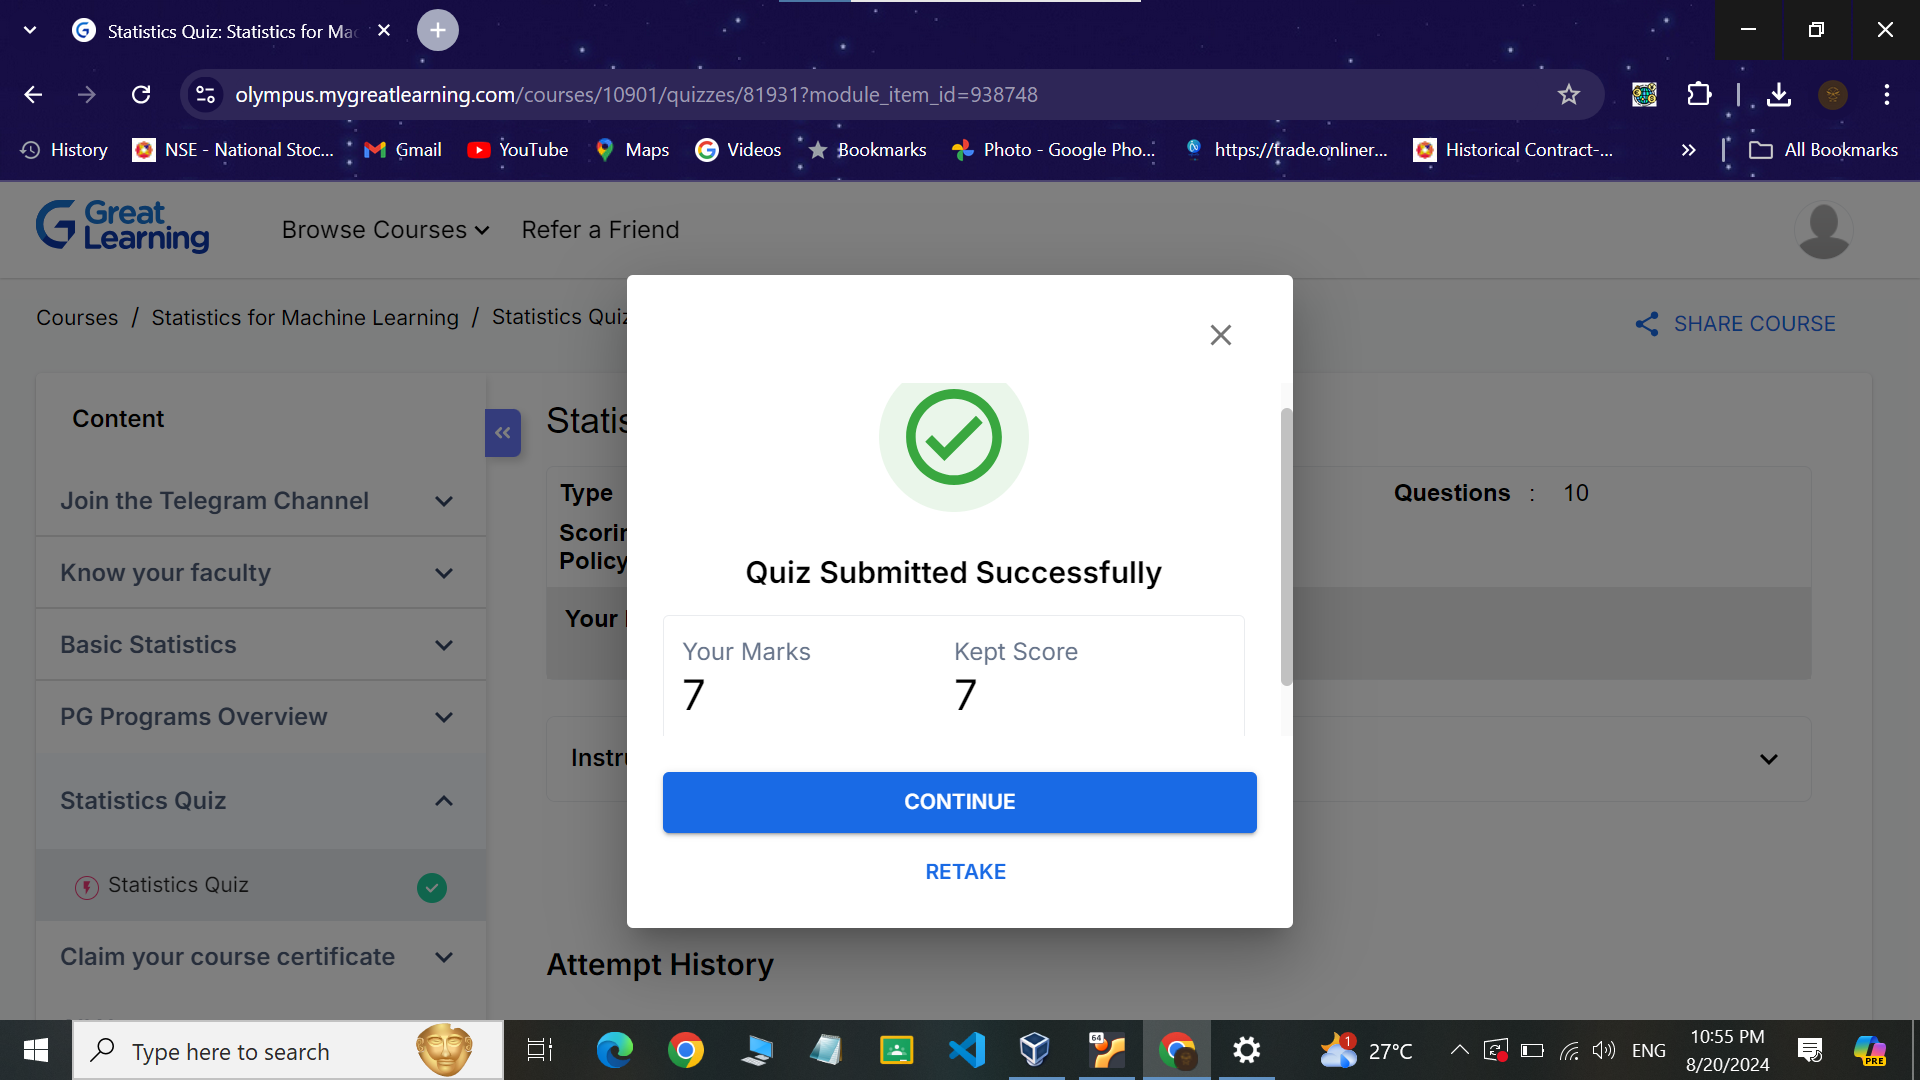 Statistics Quiz: Statistics for Mac
olympus.mygreatlearning.com/courses/10901/quizzes/81931?module_item_id=938748
History
NSE - National Stoc...
Gmail
YouTube
Maps
Videos
Bookmarks
Photo - Google Pho...
https://trade.onliner...
Historical Contract-...
All Bookmarks
Great
Learning
Browse Courses
Refer a Friend
Courses / Statistics for Machine Learning / Statistics Quiz
SHARE COURSE
Content
Join the Telegram Channel
Know your faculty
Basic Statistics
PG Programs Overview
Statistics Quiz
Statistics Quiz
Claim your course certificate
Statis
Type
Questions : 10
Scorin
Policy
Your
Instru
Quiz Submitted Successfully
Your Marks
Kept Score
7
7
CONTINUE
RETAKE
Attempt History
Type here to search
64
1
27°C
ENG
10:55 PM
8/20/2024
PRE